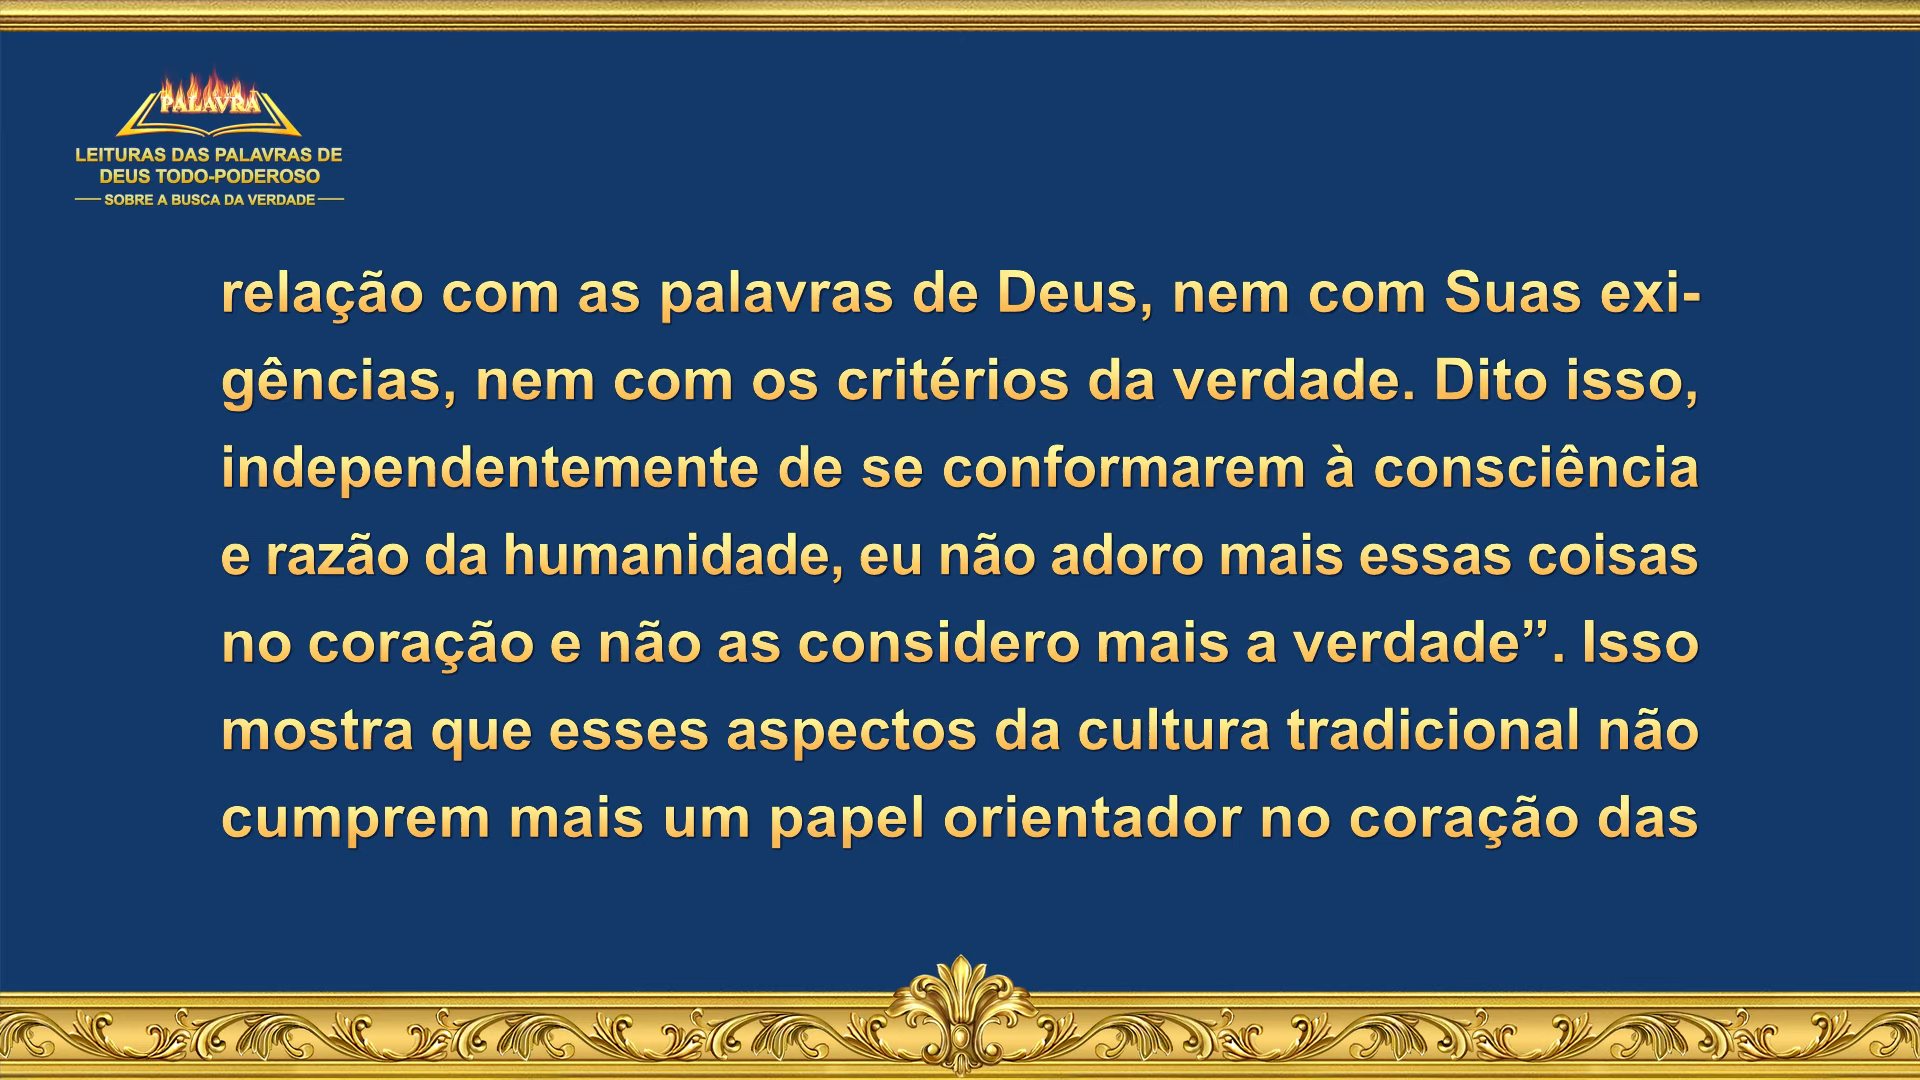 PALAVRA
LEITURAS DAS PALAVRAS DE
DEUS TODO-PODEROSO
SOBRE A BUSCA DA VERDADE
relação com as palavras de Deus, nem com Suas exi-
gências, nem com os critérios da verdade. Dito isso,
independentemente de se conformarem à consciência
e razão da humanidade, eu não adoro mais essas coisas
no coração e não as considero mais a verdade”. Isso
mostra que esses aspectos da cultura tradicional não
cumprem mais um papel orientador no coração das